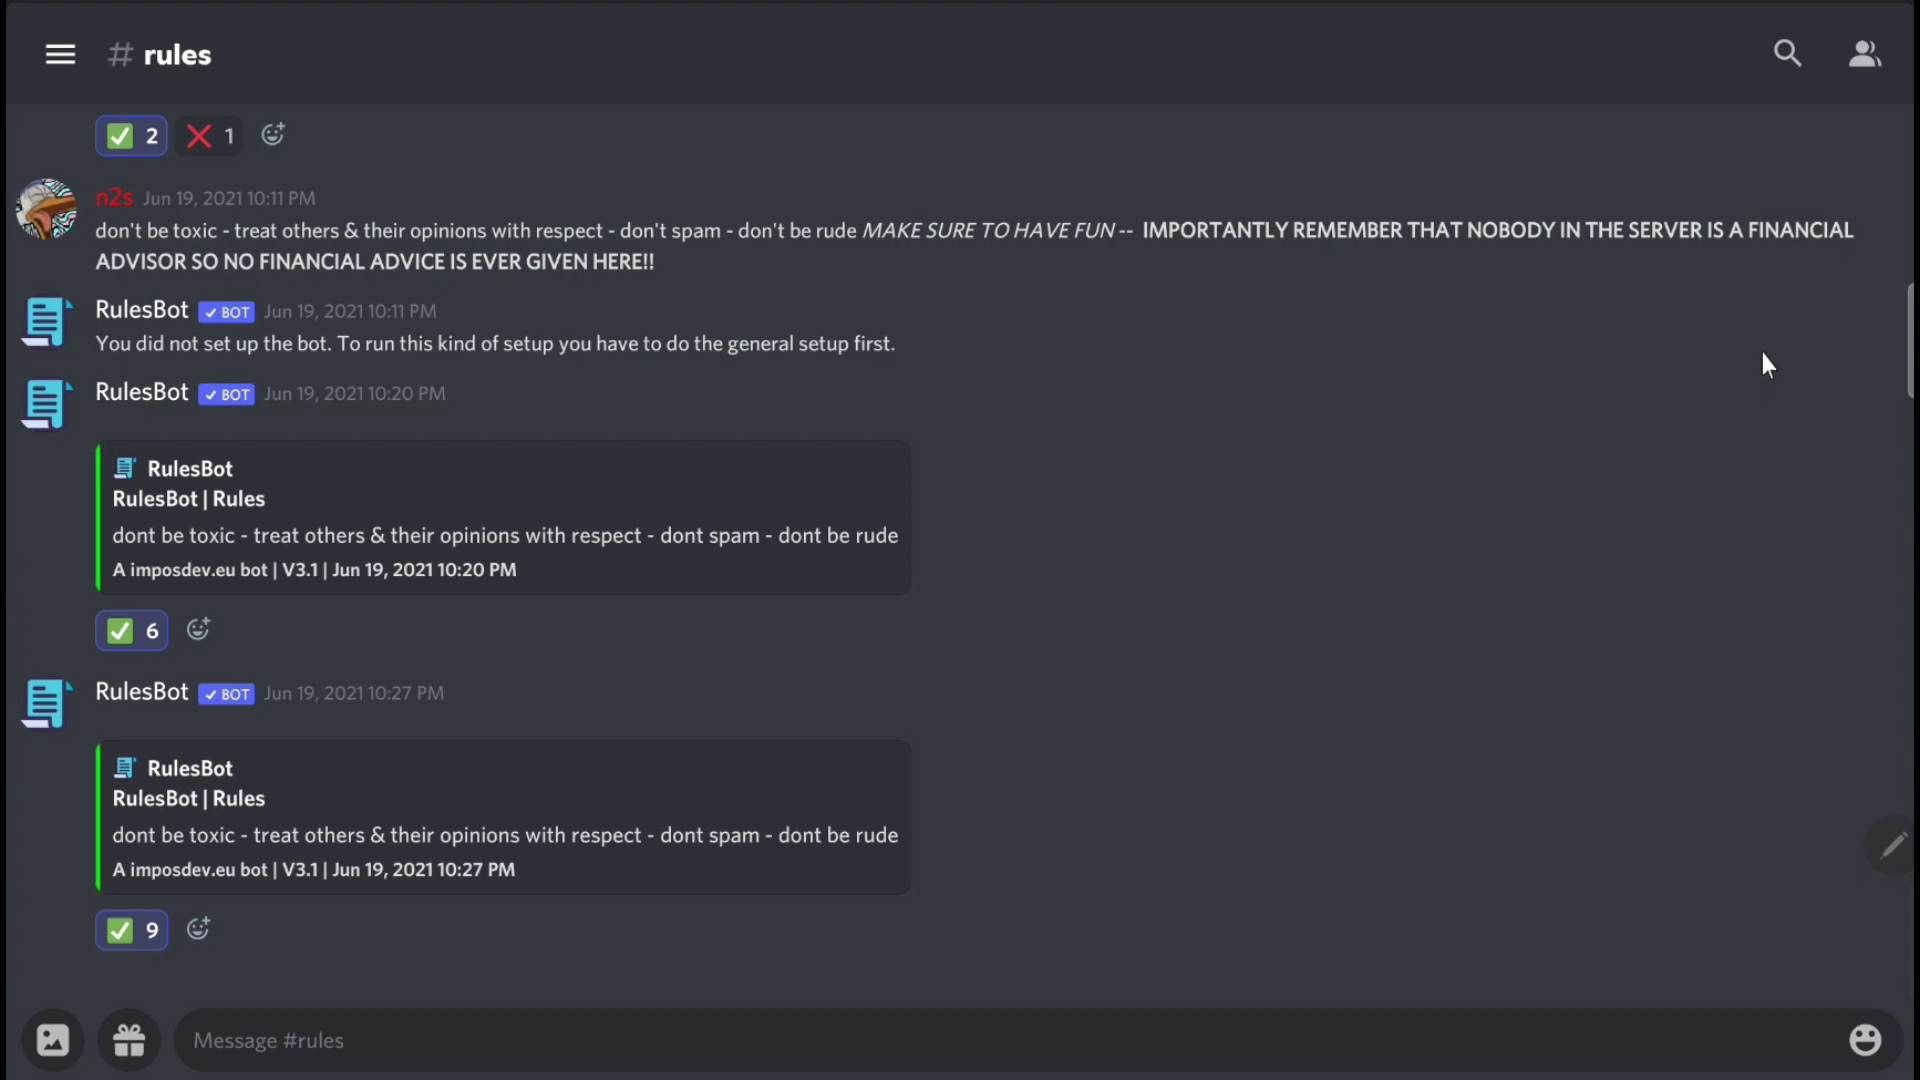 # rules
2 1
n2s Jun 19, 2021 10:11 PM
don't be toxic - treat others & their opinions with respect - don't spam - don't be rude MAKE SURE TO HAVE FUN -- IMPORTANTLY REMEMBER THAT NOBODY IN THE SERVER IS A FINANCIAL
ADVISOR SO NO FINANCIAL ADVICE IS EVER GIVEN HERE!!
RulesBot BOT Jun 19, 2021 10:11 PM
You did not set up the bot. To run this kind of setup you have to do the general setup first.
RulesBot BOT Jun 19, 2021 10:20 PM
RulesBot
RulesBot | Rules
dont be toxic - treat others & their opinions with respect - dont spam - dont be rude
A imposdev.eu bot | V3.1 | Jun 19, 2021 10:20 PM
6
RulesBot BOT Jun 19, 2021 10:27 PM
RulesBot
RulesBot | Rules
dont be toxic - treat others & their opinions with respect - dont spam - dont be rude
A imposdev.eu bot | V3.1 | Jun 19, 2021 10:27 PM
9
Message #rules